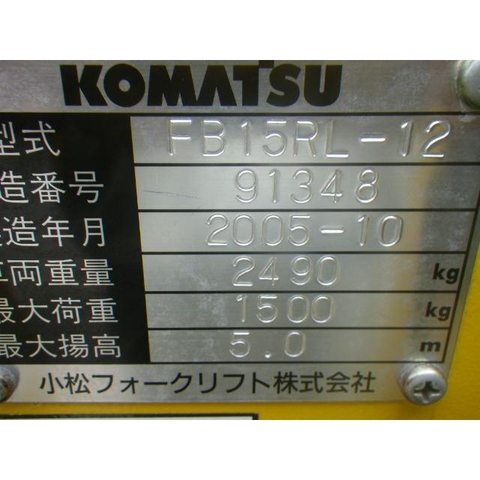 KOMATSU
型式 FB15RL-12
造番号 91348
造年月 2005-10
車両重量 2490 kg
最大荷重 1500 kg
最大揚高 5.0 m
小松フォークリフト株式会社